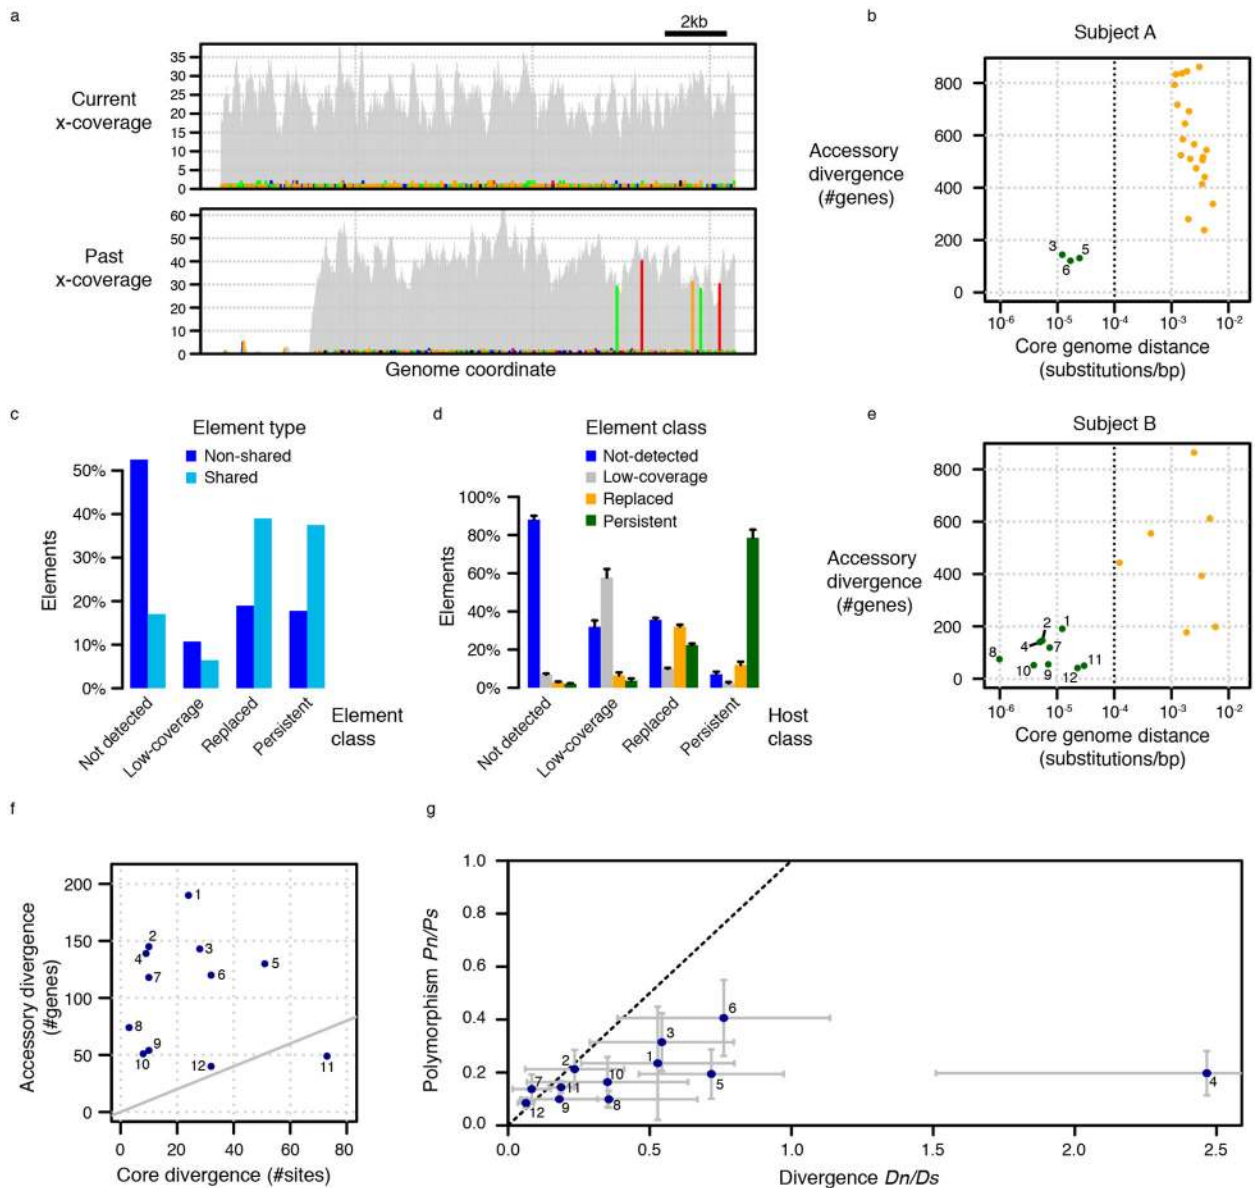 a
2kb
Current
x-coverage
35
30
25
20
15
10
5
0
Past
x-coverage
60
50
40
30
20
10
0
Genome coordinate
b
Subject A
Accessory
divergence
(#genes)
800
600
400
200
0
3
5
6
10⁻⁶
10⁻⁵
10⁻⁴
10⁻³
10⁻²
Core genome distance
(substitutions/bp)
c
Element type
Non-shared
Shared
Elements
50%
40%
30%
20%
10%
0%
Not detected
Low-coverage
Replaced
Persistent
Element
class
d
Element class
Not-detected
Low-coverage
Replaced
Persistent
Elements
100%
80%
60%
40%
20%
0%
Not detected
Low-coverage
Replaced
Persistent
Host
class
e
Subject B
Accessory
divergence
(#genes)
800
600
400
200
0
2
1
4
7
8
10
9
12
11
10⁻⁶
10⁻⁵
10⁻⁴
10⁻³
10⁻²
Core genome distance
(substitutions/bp)
f
Accessory divergence
(#genes)
200
150
100
50
0
1
2
3
4
5
6
7
8
9
10
12
11
0
20
40
60
80
Core divergence (#sites)
g
Polymorphism Pn/Ps
1.0
0.8
0.6
0.4
0.2
0.0
6
3
1
2
10
5
7
11
4
12
9
8
0.0
0.5
1.0
1.5
2.0
2.5
Divergence Dn/Ds